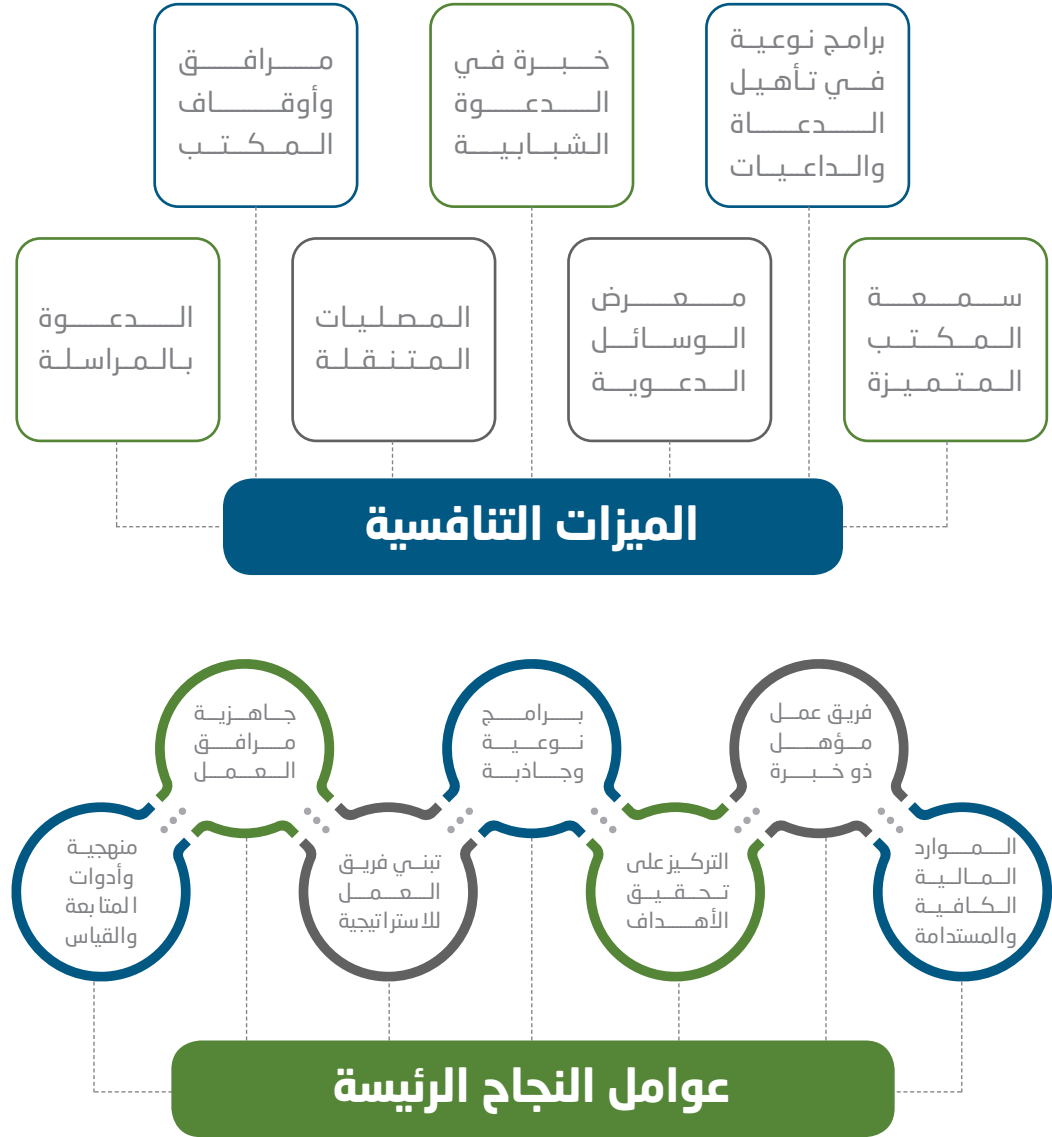 برامج نوعية
في تأهيل
الدعاة
والداعيات
خبرة في
الدعوة
الشبابية
مرافق
وأوقاف
المكتب
سمعة
المكتب
المتميزة
معرض
الوسائل
الدعوية
المصليات
المتنقلة
الدعوة
بالمراسلة
الميزات التنافسية
فريق عمل
مؤهل
ذو خبرة
برامج
نوعية
وجاذبة
جاهزية
مرافق
العمل
الموارد
المالية
الكافية
والمستدامة
التركيز على
تحقيق
الأهداف
تبني فريق
العمل
للاستراتيجية
منهجية
وأدوات
المتابعة
والقياس
عوامل النجاح الرئيسة